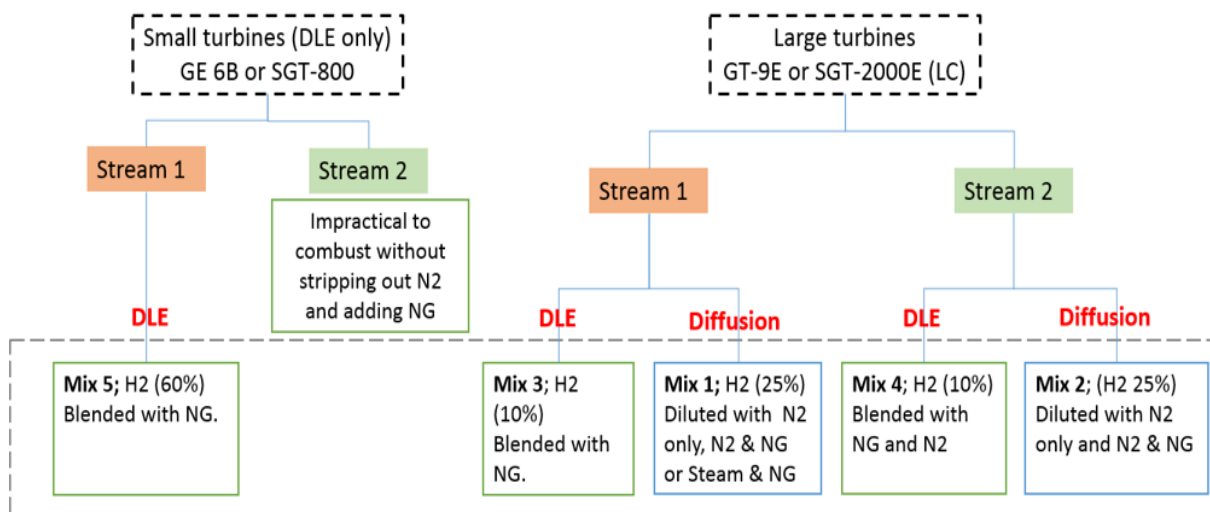 Small turbines (DLE only)
GE 6B or SGT-800
Large turbines
GT-9E or SGT-2000E (LC)
Stream 1
Stream 2
Impractical to
combust without
stripping out N2
and adding NG
Stream 1
Stream 2
DLE
DLE
Diffusion
DLE
Diffusion
Mix 5; H2 (60%)
Blended with NG.
Mix 3; H2
(10%)
Blended with
NG.
Mix 1; H2 (25%)
Diluted with N2
only, N2 & NG
or Steam & NG
Mix 4; H2 (10%)
Blended with
NG and N2
Mix 2; (H2 25%)
Diluted with N2
only and N2 & NG